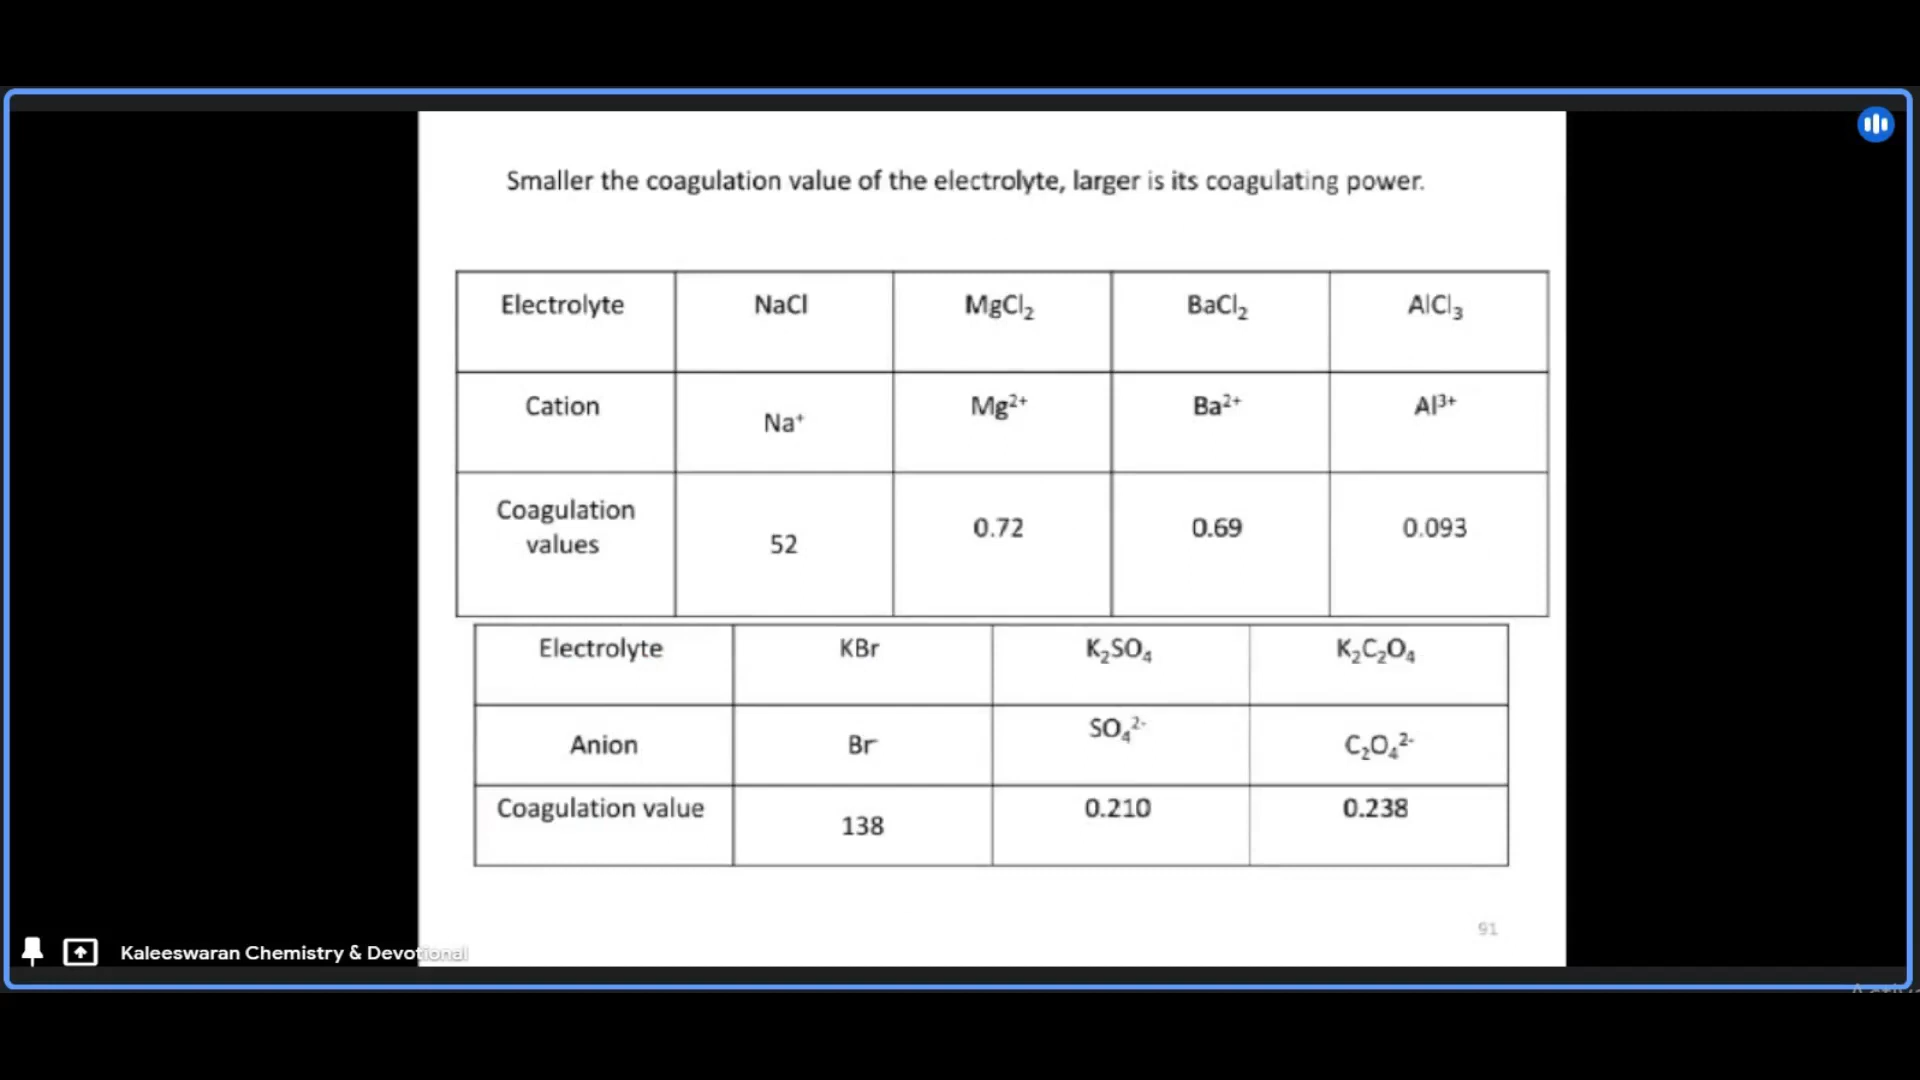 Smaller the coagulation value of the electrolyte, larger is its coagulating power.
Electrolyte NaCl MgCl₂ BaCl₂ AlCl₃
Cation Na⁺ Mg²⁺ Ba²⁺ Al³⁺
Coagulation values 52 0.72 0.69 0.093
Electrolyte KBr K₂SO₄ K₂C₂O₄
Anion Br⁻ SO₄²⁻ C₂O₄²⁻
Coagulation value 138 0.210 0.238
91
Kaleeswaran Chemistry & Devotional